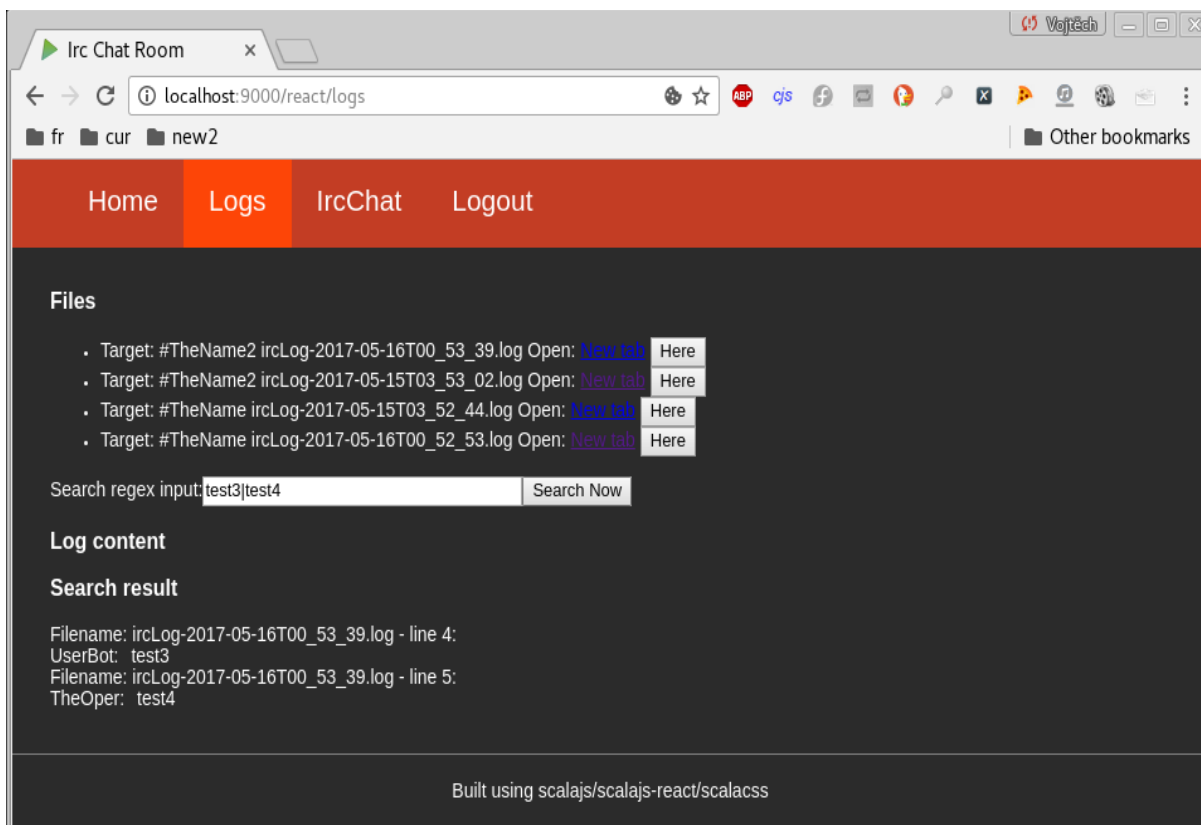 Vojtěch
Irc Chat Room
localhost:9000/react/logs
ABP cjs
fr cur new2 Other bookmarks
Home Logs IrcChat Logout
Files
Target: #TheName2 ircLog-2017-05-16T00_53_39.log Open: New tab Here
Target: #TheName2 ircLog-2017-05-15T03_53_02.log Open: New tab Here
Target: #TheName ircLog-2017-05-15T03_52_44.log Open: New tab Here
Target: #TheName ircLog-2017-05-16T00_52_53.log Open: New tab Here
Search regex input:test3|test4 Search Now
Log content
Search result
Filename: ircLog-2017-05-16T00_53_39.log - line 4:
UserBot: test3
Filename: ircLog-2017-05-16T00_53_39.log - line 5:
TheOper: test4
Built using scalajs/scalajs-react/scalacss